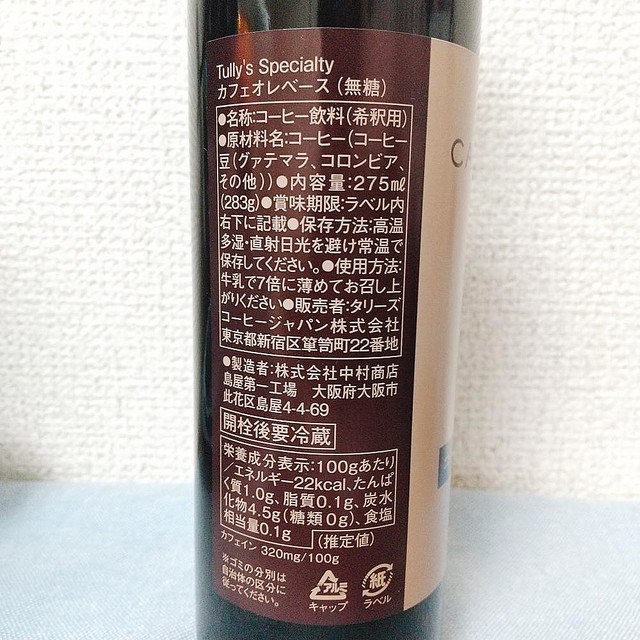 Tully's Specialty
カフェオレベース(無糖)
●名称:コーヒー飲料(希釈用)
●原材料名:コーヒー(コーヒー
豆(グァテマラ、コロンビア、
その他))●内容量:275㎖
(283g)●賞味期限:ラベル内
右下に記載●保存方法:高温
多湿・直射日光を避け常温で
保存してください。●使用方法:
牛乳で7倍に薄めてお召し上
がりください●販売者:タリーズ
コーヒージャパン株式会社
東京都新宿区箪笥町22番地
●製造者:株式会社中村商店
島屋第一工場 大阪府大阪市
此花区島屋4-4-69
開栓後要冷蔵
栄養成分表示:100gあたり
/エネルギー22kcal、たんぱ
く質1.0g、脂質0.1g、炭水
化物4.5g(糖類0g)、食塩
相当量0.1g
(推定値)
カフェイン 320mg/100g
※ゴミの分別は
自治体の区分に
従ってください。
アルミ
キャップ
紙
ラベル
CA